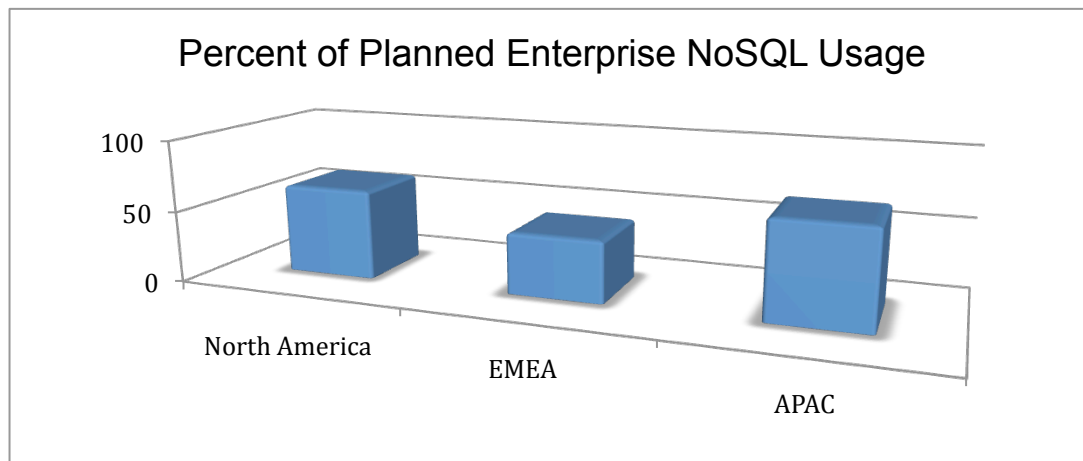 Percent of Planned Enterprise NoSQL Usage
100
50
0
North America
EMEA
APAC